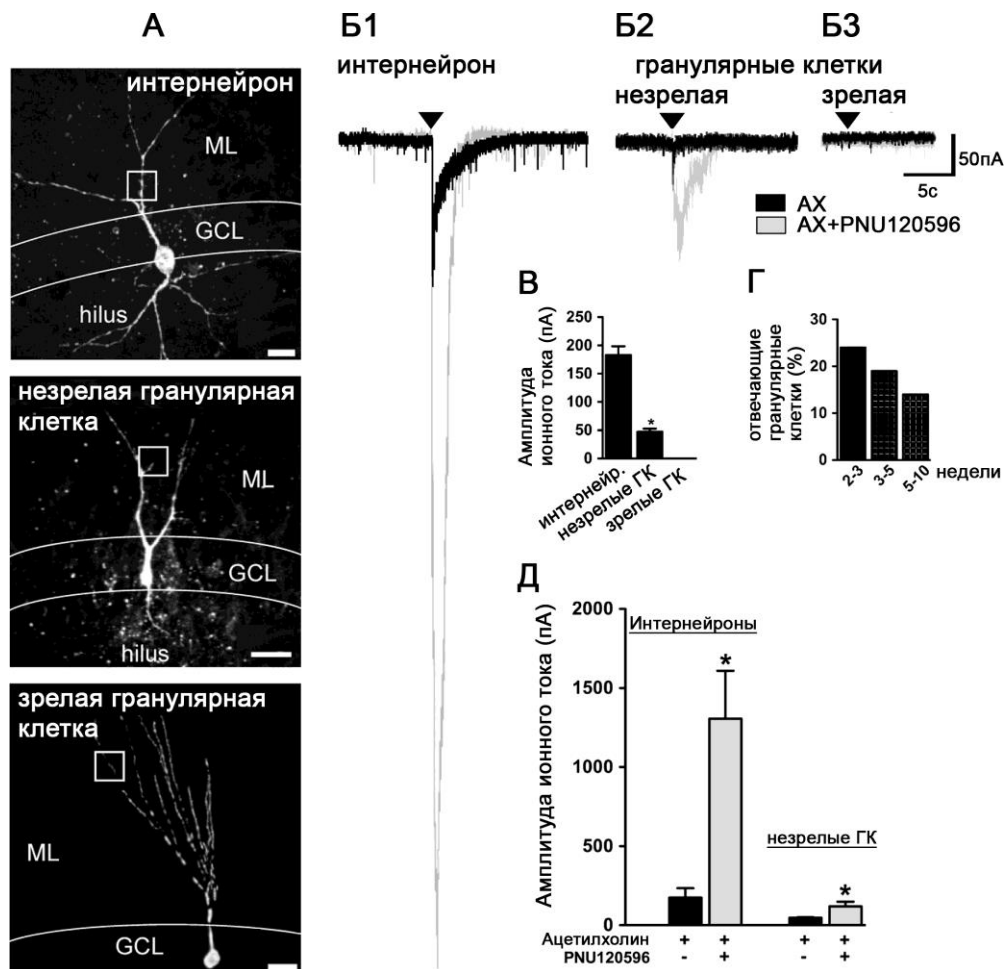 А
интернейрон
ML
GCL
hilus
незрелая гранулярная
клетка
ML
GCL
hilus
зрелая гранулярная
клетка
ML
GCL
Б1
интернейрон
Б2
Б3
гранулярные клетки
незрелая
зрелая
50пА
5с
АХ
АХ+PNU120596
В
Амплитуда
ионного тока (пА)
250
200
150
100
50
0
*
интернейр.
незрелые ГК
зрелые ГК
Г
отвечающие
гранулярные
клетки (%)
30
20
10
0
2-3
3-5
5-10
недели
Д
Амплитуда ионного тока (пА)
2000
1500
1000
500
0
Интернейроны
*
незрелые ГК
*
Ацетилхолин + + + +
PNU120596 - + - +